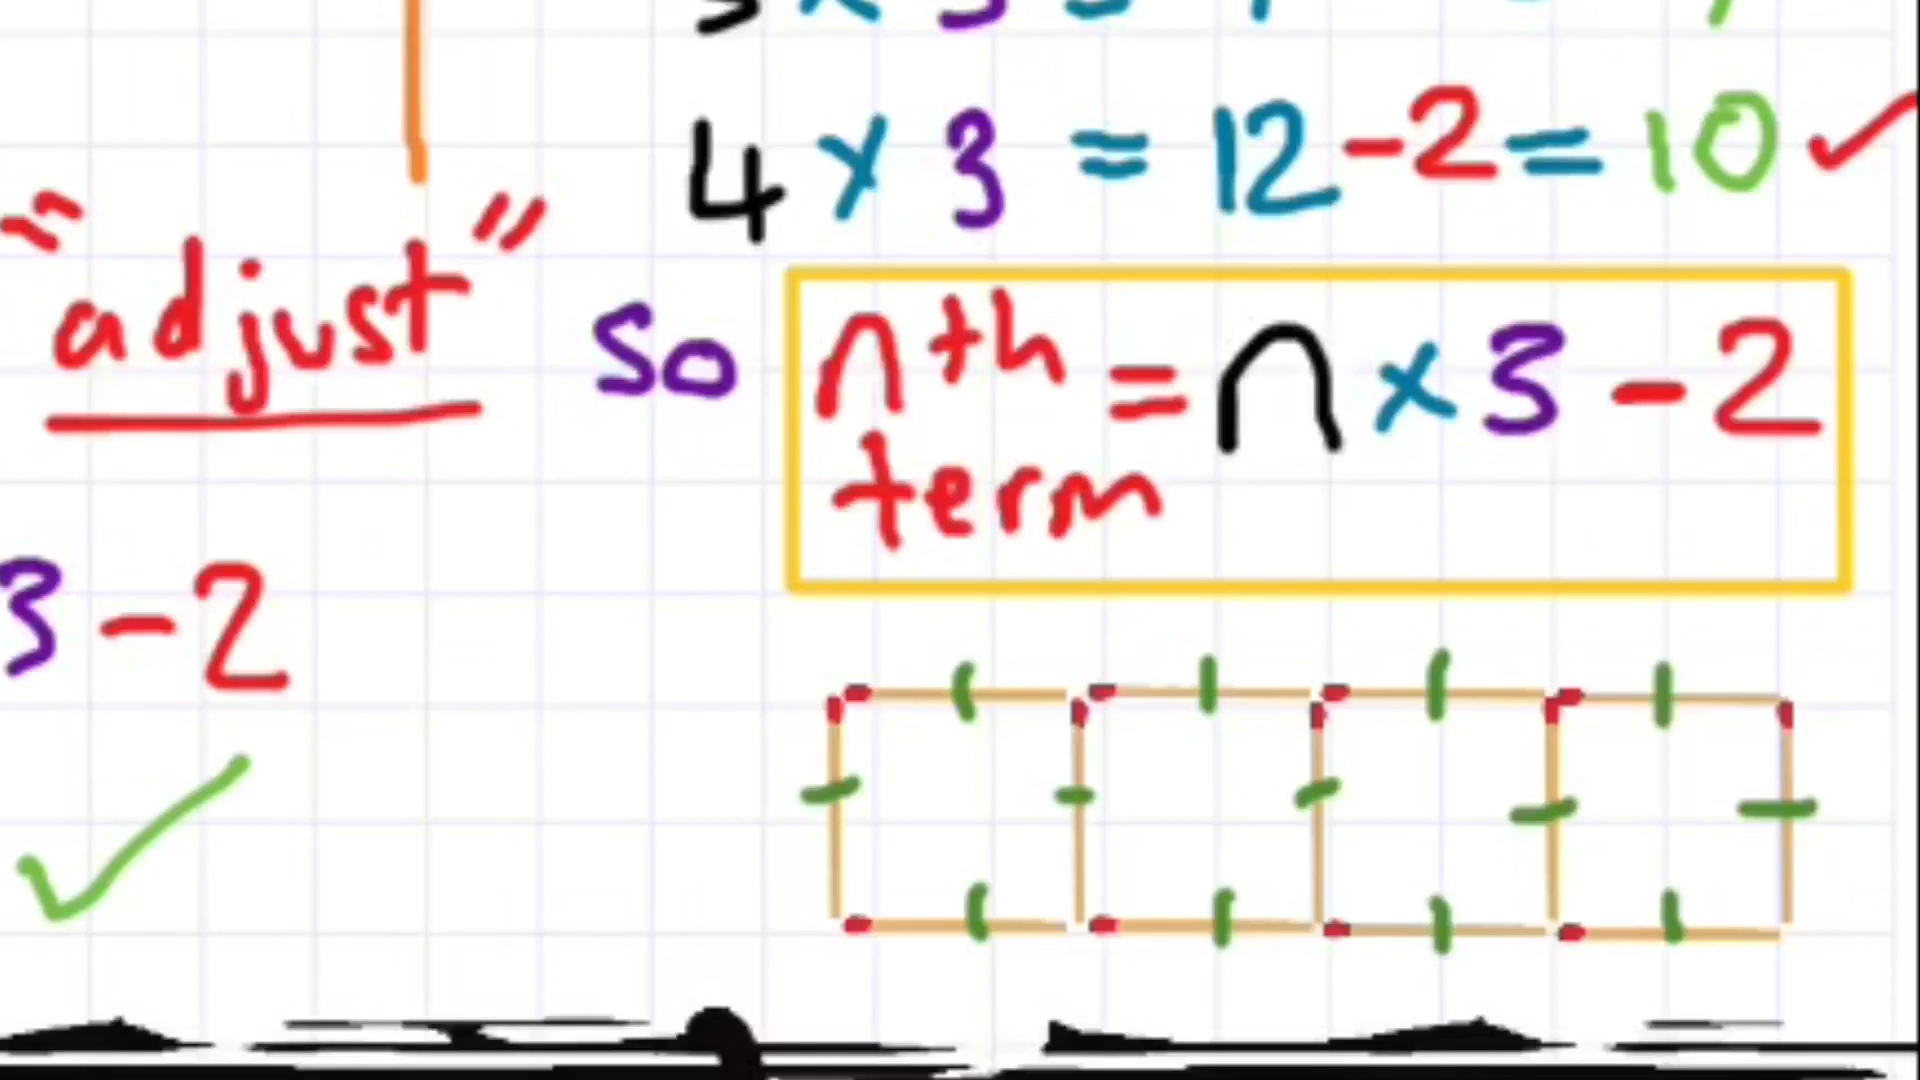 4 x 3 = 12 - 2 = 10
"adjust" so nth term = n x 3 - 2
3 - 2